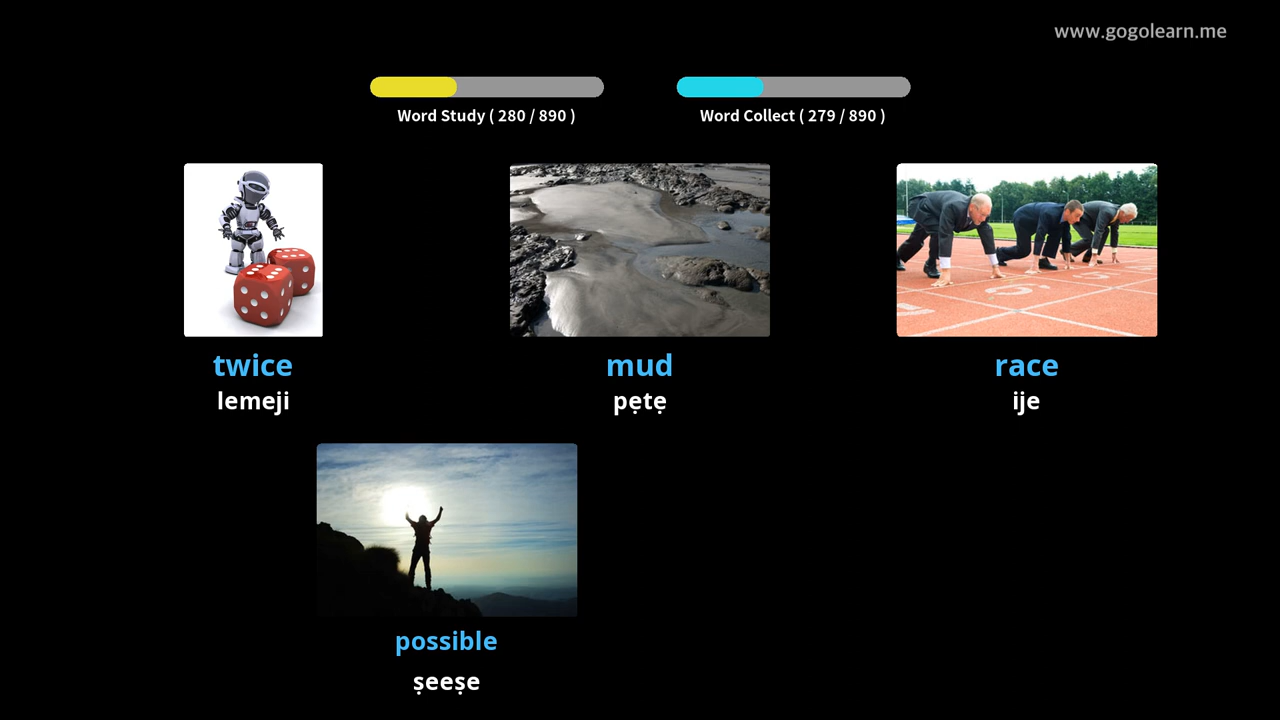 www.gogolearn.me
Word Study ( 280 / 890 )
Word Collect ( 279 / 890 )
twice
lemeji
mud
pẹtẹ
race
ije
possible
ṣeeṣe